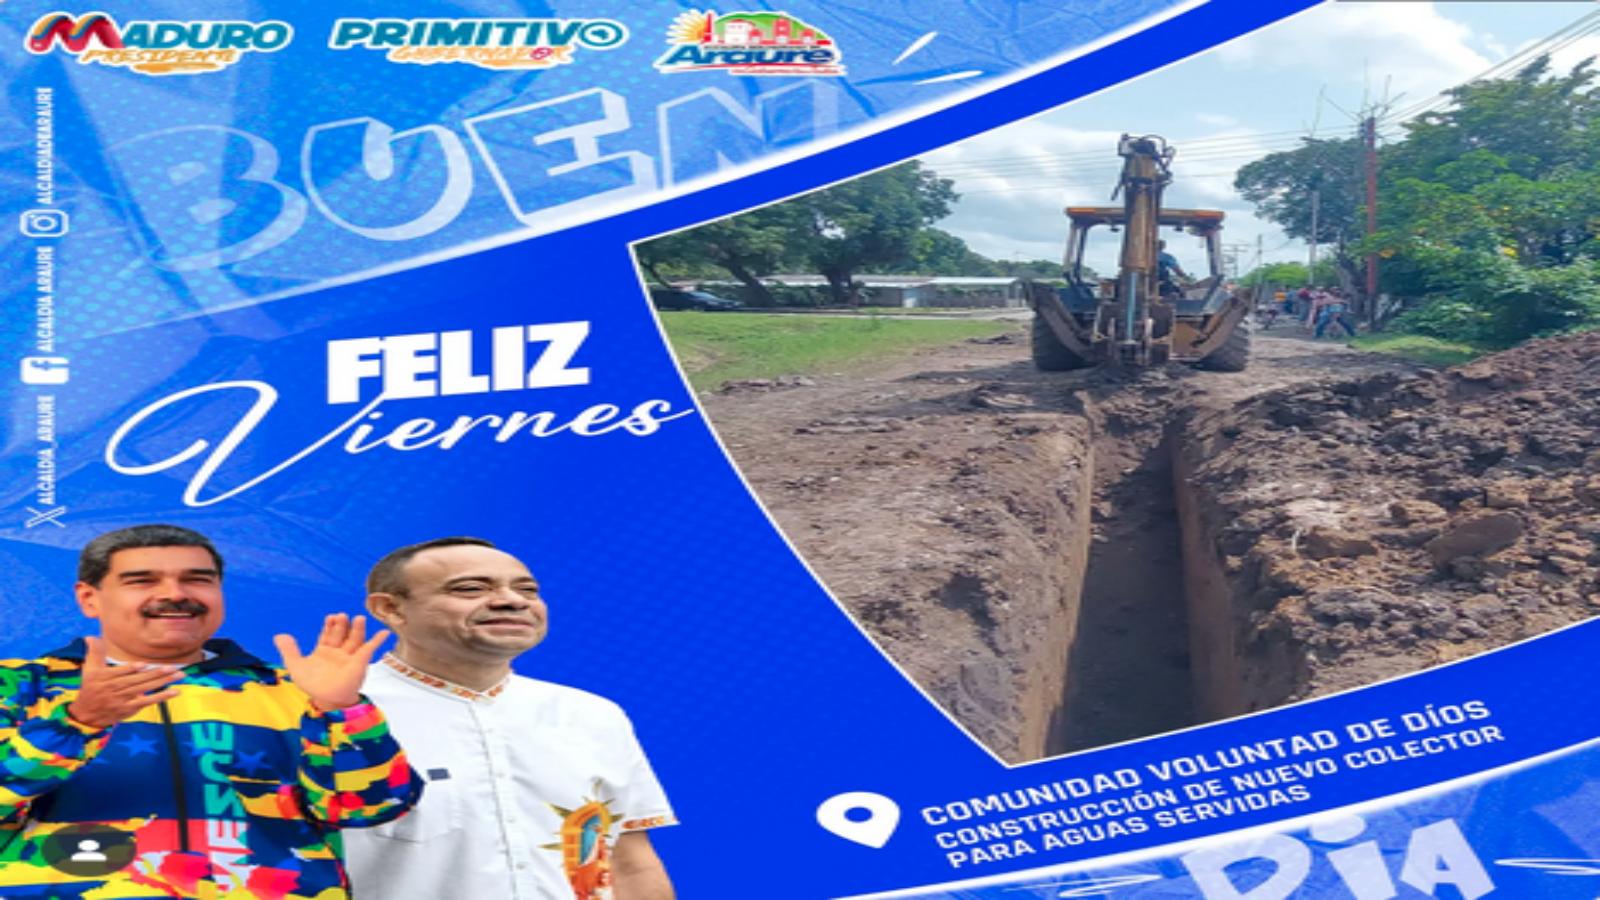 MADURO
PRESIDENTE
PRIMITIVO
GOBERNADOR
Araure
BUEN
FELIZ
Viernes
ALCALDIADEARAURE
ALCALDIA ARAURE
ALCALDIA_ARAURE
COMUNIDAD VOLUNTAD DE DÍOS
CONSTRUCCIÓN DE NUEVO COLECTOR
PARA AGUAS SERVIDAS
DíA